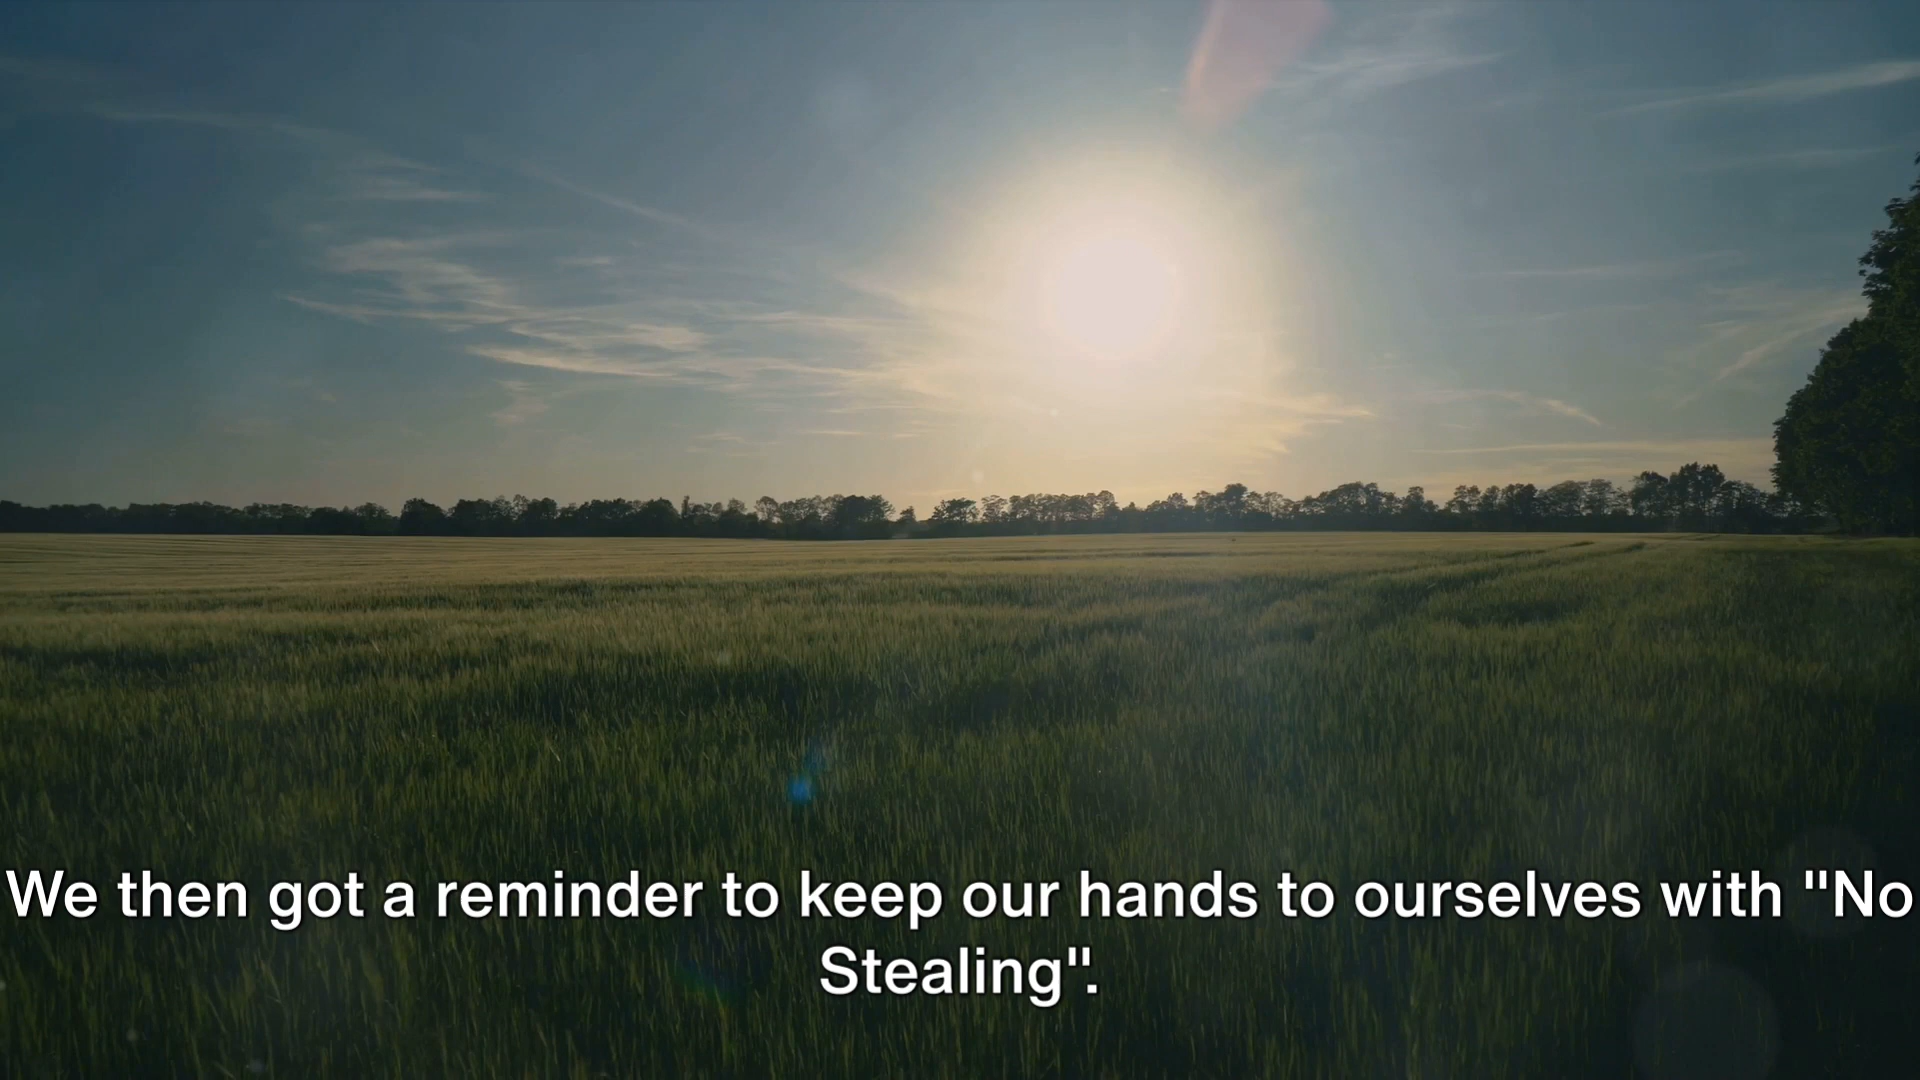 We then got a reminder to keep our hands to ourselves with "No
Stealing".